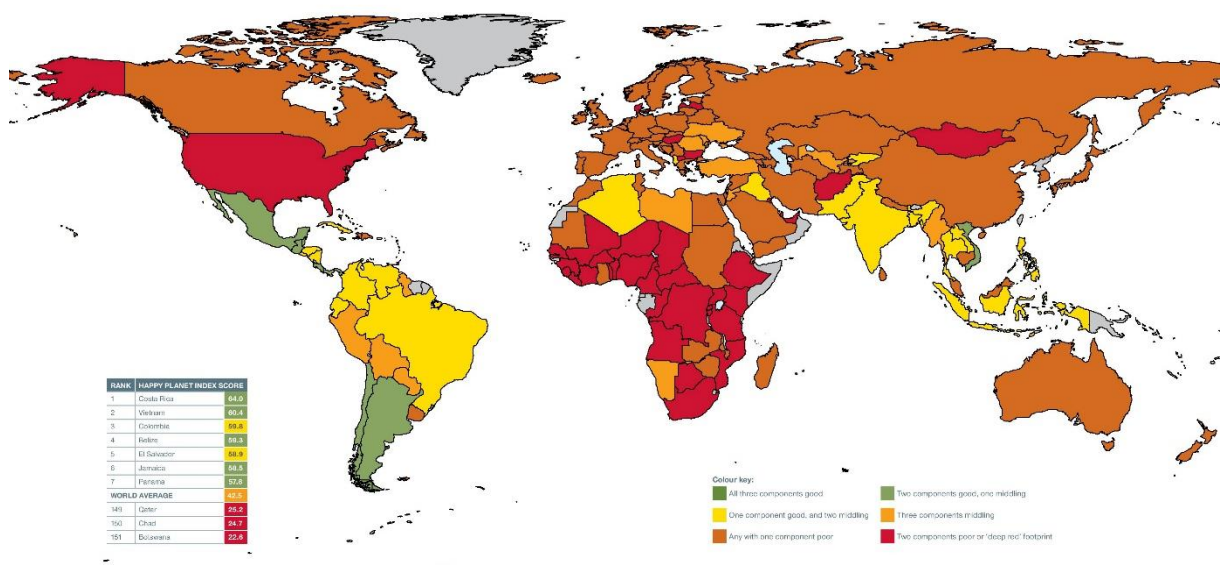 RANK HAPPY PLANET INDEX SCORE
1 Costa Rica 64.0
2 Vietnam 60.4
3 Colombia 59.8
4 Belize 59.3
5 El Salvador 58.9
6 Jamaica 58.5
7 Panama 57.8
WORLD AVERAGE 42.5
149 Qatar 25.2
150 Chad 24.7
151 Botswana 22.6
Colour key:
All three components good
Two components good, one middling
One component good, and two middling
Three components middling
Any with one component poor
Two components poor or 'deep red' footprint